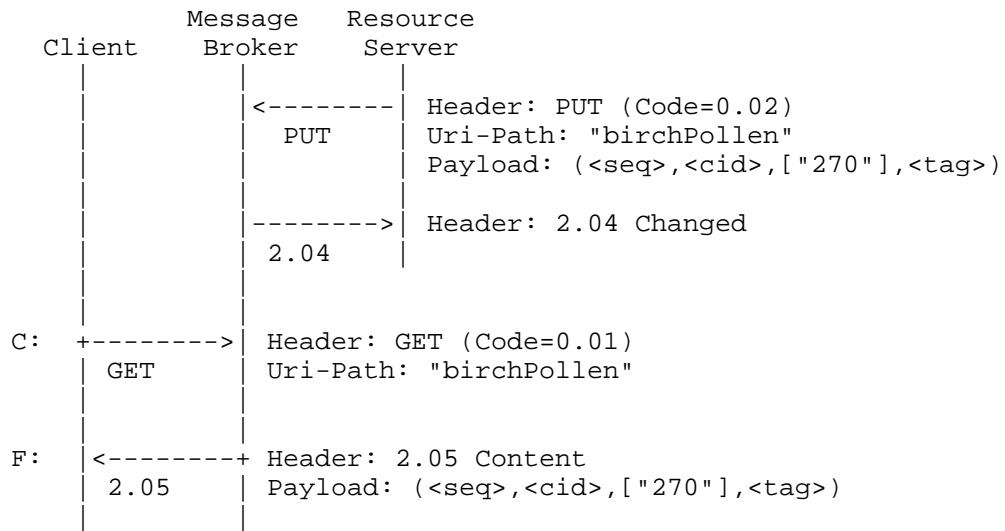 Message Resource
Client Broker Server
<--------| Header: PUT (Code=0.02)
PUT | Uri-Path: "birchPollen"
Payload: (<seq>,<cid>,["270"],<tag>)
-------->| Header: 2.04 Changed
2.04
C: +-------->| Header: GET (Code=0.01)
GET | Uri-Path: "birchPollen"
F: |<--------+ Header: 2.05 Content
2.05 | Payload: (<seq>,<cid>,["270"],<tag>)